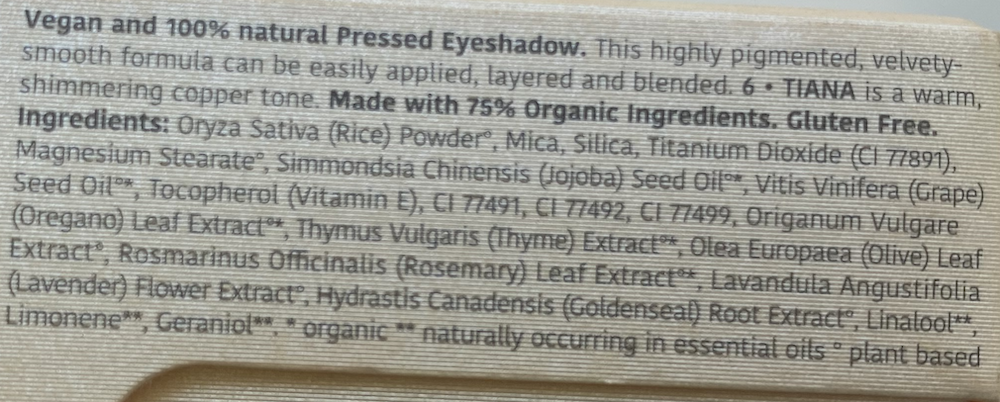 Vegan and 100% natural Pressed Eyeshadow. This highly pigmented, velvety-
smooth formula can be easily applied, layered and blended. 6 • TIANA is a warm,
shimmering copper tone. Made with 75% Organic Ingredients. Gluten Free.
Ingredients: Oryza Sativa (Rice) Powder°, Mica, Silica, Titanium Dioxide (CI 77891),
Magnesium Stearate°, Simmondsia Chinensis (Jojoba) Seed Oil°*, Vitis Vinifera (Grape)
Seed Oil°*, Tocopherol (Vitamin E), CI 77491, CI 77492, CI 77499, Origanum Vulgare
(Oregano) Leaf Extract°*, Thymus Vulgaris (Thyme) Extract°*, Olea Europaea (Olive) Leaf
Extract°, Rosmarinus Officinalis (Rosemary) Leaf Extract°*, Lavandula Angustifolia
(Lavender) Flower Extract°, Hydrastis Canadensis (Goldenseal) Root Extract°, Linalool**,
Limonene**, Geraniol**. * organic ** naturally occurring in essential oils ° plant based